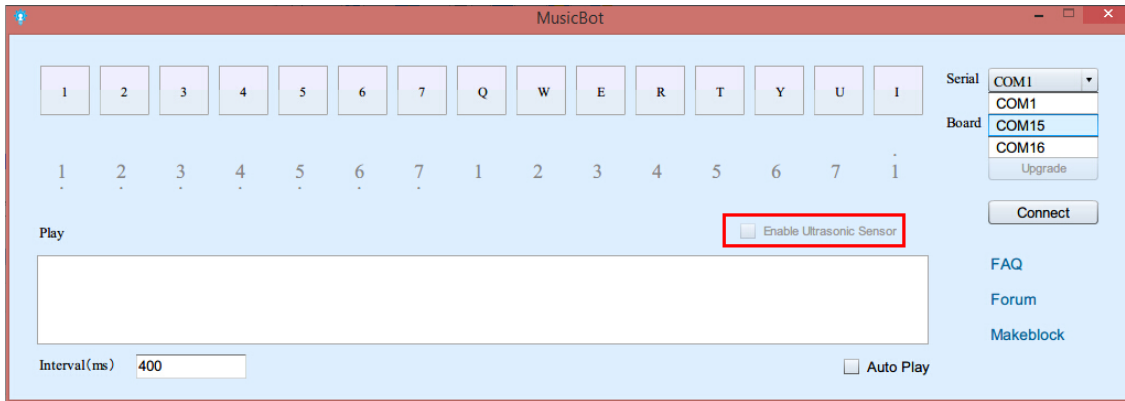 MusicBot
1 2 3 4 5 6 7 Q W E R T Y U I
Serial COM1
COM1
Board COM15
COM16
Upgrade
1 2 3 4 5 6 7 1 2 3 4 5 6 7 1
Connect
Play
Enable Ultrasonic Sensor
FAQ
Forum
Makeblock
Interval(ms) 400
Auto Play